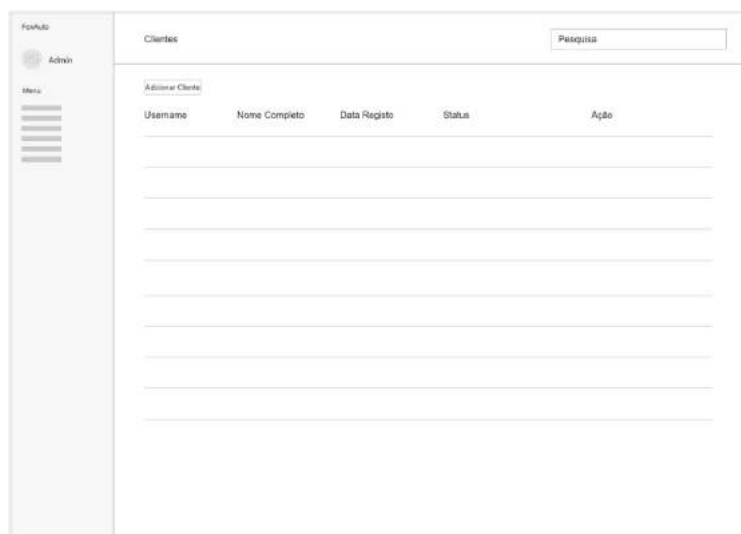 FoxAuto
Admin
Menu
Clientes
Pesquisa
Adicionar Cliente
Username Nome Completo Data Registo Status Ação